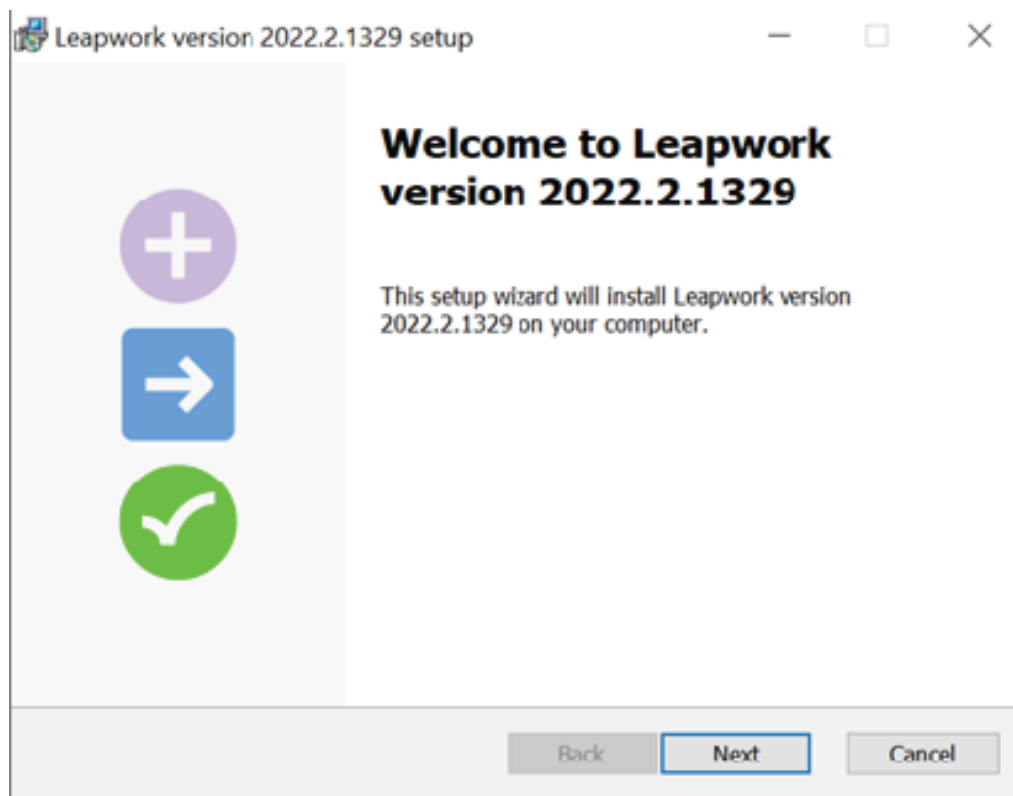 Leapwork version 2022.2.1329 setup
Welcome to Leapwork
version 2022.2.1329
This setup wizard will install Leapwork version
2022.2.1329 on your computer.
Back Next Cancel